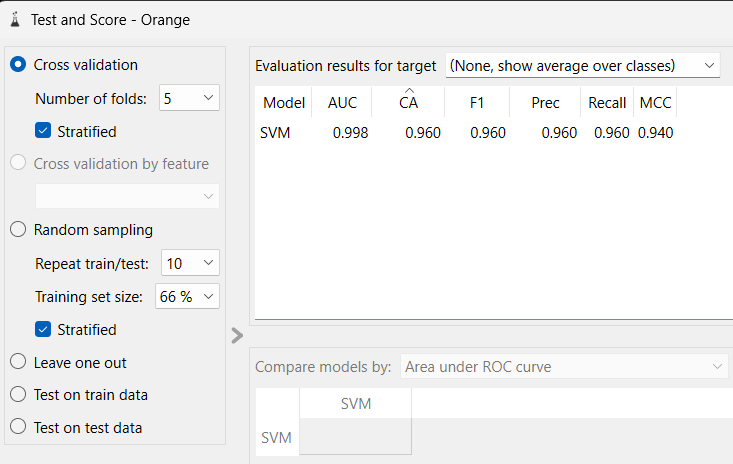 Test and Score - Orange
Cross validation
Number of folds: 5
Stratified
Cross validation by feature
Random sampling
Repeat train/test: 10
Training set size: 66 %
Stratified
Leave one out
Test on train data
Test on test data
Evaluation results for target (None, show average over classes)
Model AUC CA F1 Prec Recall MCC
SVM 0.998 0.960 0.960 0.960 0.960 0.940
Compare models by: Area under ROC curve
SVM
SVM